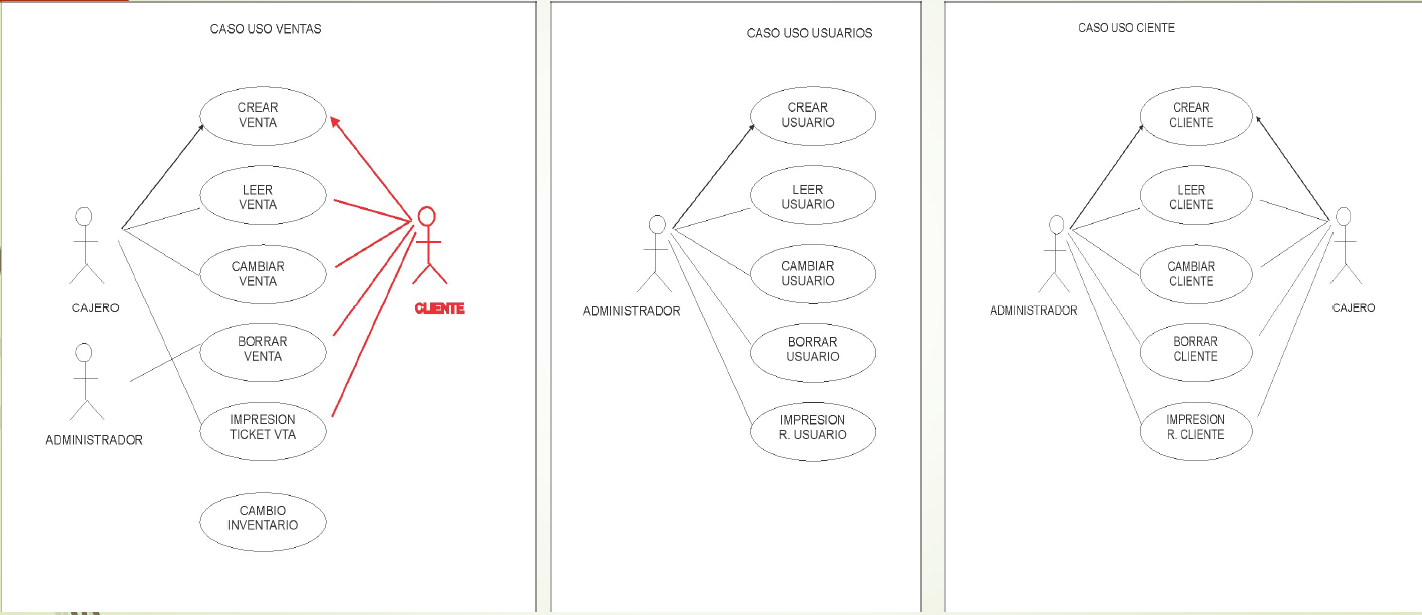 CASO USO VENTAS
CREAR
VENTA
LEER
VENTA
CAMBIAR
VENTA
CAJERO
CLIENTE
BORRAR
VENTA
IMPRESION
TICKET VTA
ADMINISTRADOR
CAMBIO
INVENTARIO
CASO USO USUARIOS
CREAR
USUARIO
LEER
USUARIO
CAMBIAR
USUARIO
ADMINISTRADOR
BORRAR
USUARIO
IMPRESION
R. USUARIO
CASO USO CIENTE
CREAR
CLIENTE
LEER
CLIENTE
CAMBIAR
CLIENTE
ADMINISTRADOR
CAJERO
BORRAR
CLIENTE
IMPRESION
R. CLIENTE